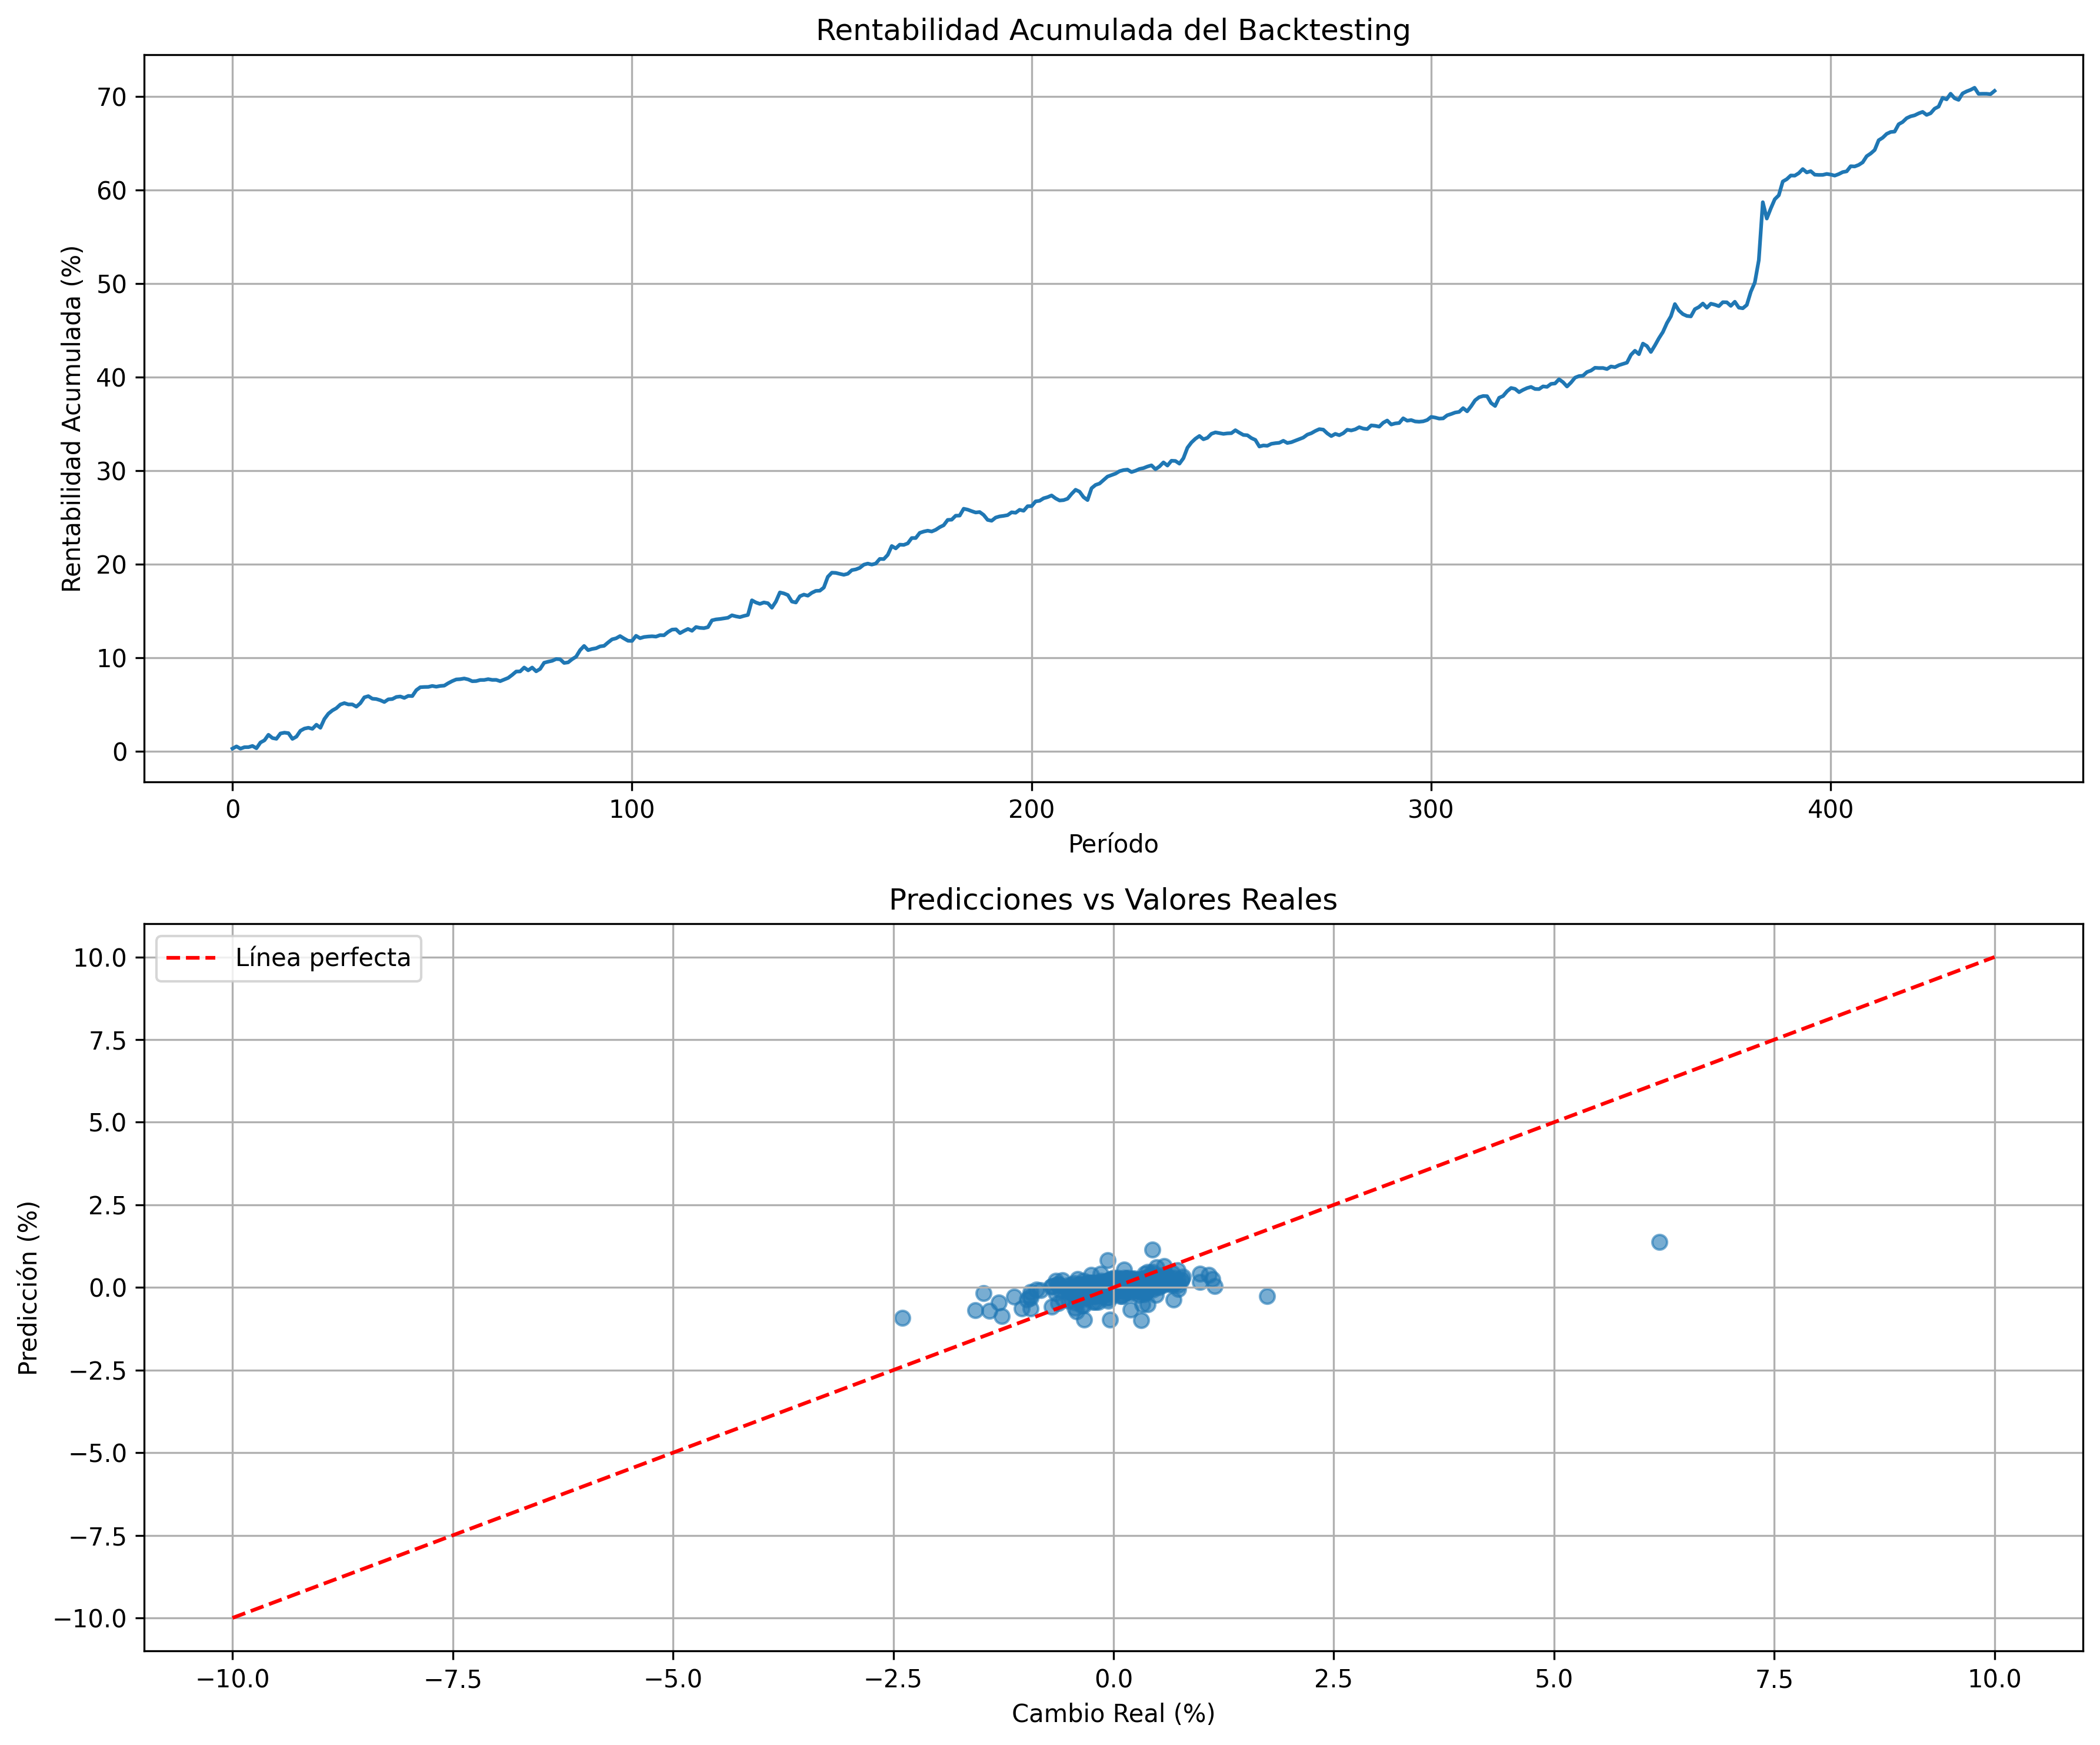 Rentabilidad Acumulada del Backtesting
Rentabilidad Acumulada (%)
70
60
50
40
30
20
10
0
0 100 200 300 400
Período
Predicciones vs Valores Reales
Línea perfecta
Predicción (%)
10.0
7.5
5.0
2.5
0.0
−2.5
−5.0
−7.5
−10.0
−10.0 −7.5 −5.0 −2.5 0.0 2.5 5.0 7.5 10.0
Cambio Real (%)